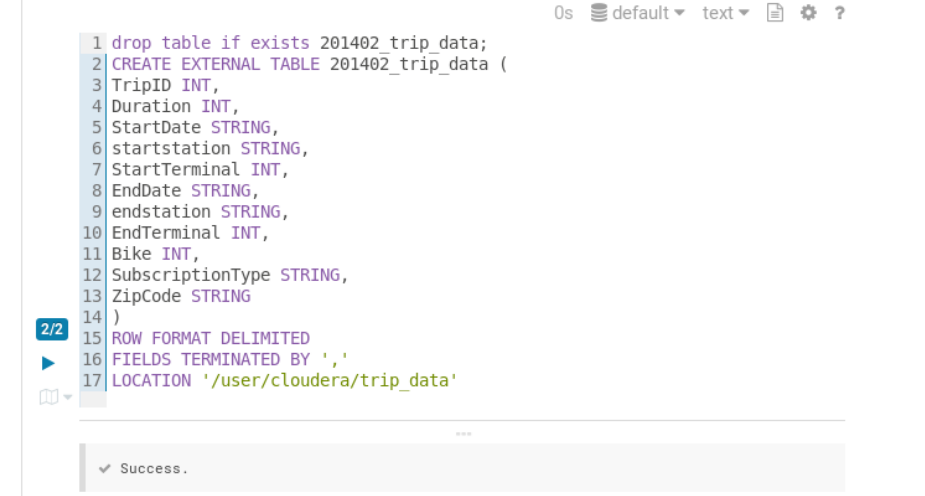 0s default text ?
1 drop table if exists 201402_trip_data;
2 CREATE EXTERNAL TABLE 201402_trip_data (
3 TripID INT,
4 Duration INT,
5 StartDate STRING,
6 startstation STRING,
7 StartTerminal INT,
8 EndDate STRING,
9 endstation STRING,
10 EndTerminal INT,
11 Bike INT,
12 SubscriptionType STRING,
13 ZipCode STRING
14 )
2/2
15 ROW FORMAT DELIMITED
16 FIELDS TERMINATED BY ','
17 LOCATION '/user/cloudera/trip_data'
Success.